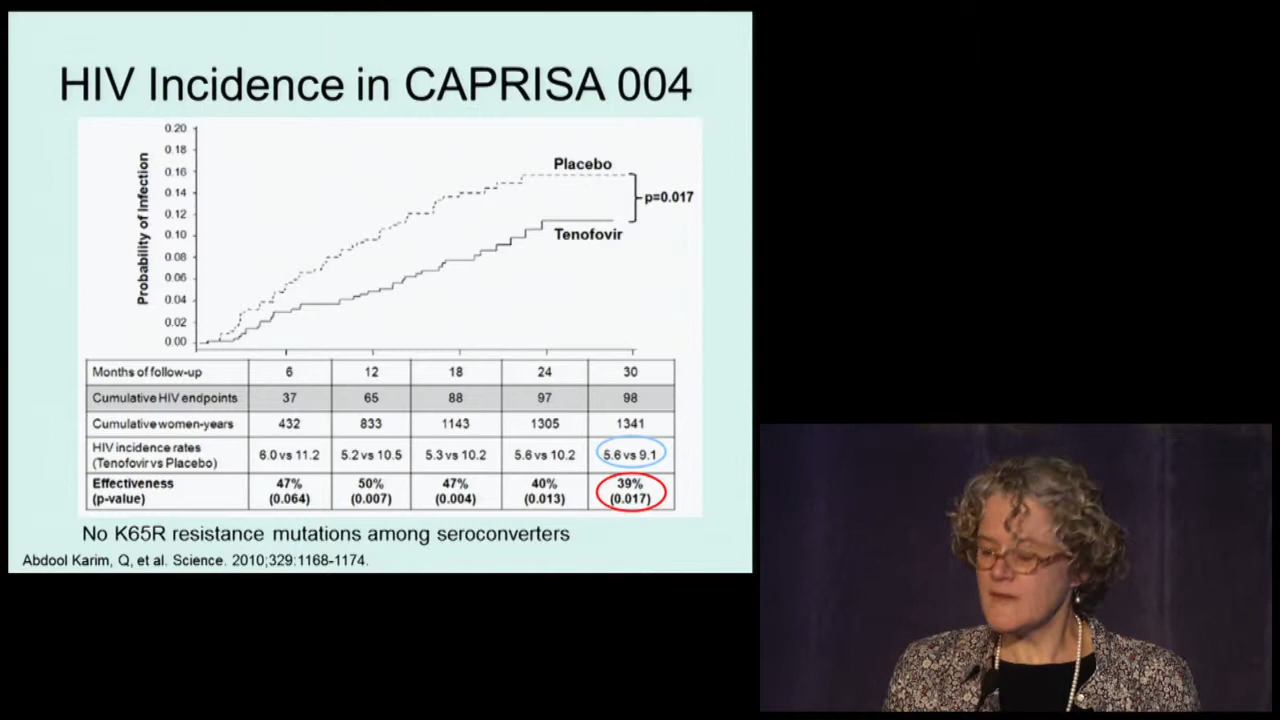 HIV Incidence in CAPRISA 004
Probability of Infection
0.20
0.18
0.16
0.14
0.12
0.10
0.08
0.06
0.04
0.02
0.00
Placebo
p=0.017
Tenofovir
Months of follow-up 6 12 18 24 30
Cumulative HIV endpoints 37 65 88 97 98
Cumulative women-years 432 833 1143 1305 1341
HIV incidence rates
(Tenofovir vs Placebo) 6.0 vs 11.2 5.2 vs 10.5 5.3 vs 10.2 5.6 vs 10.2 5.6 vs 9.1
Effectiveness 47% 50% 47% 40% 39%
(p-value) (0.064) (0.007) (0.004) (0.013) (0.017)
No K65R resistance mutations among seroconverters
Abdool Karim, Q, et al. Science. 2010;329:1168-1174.